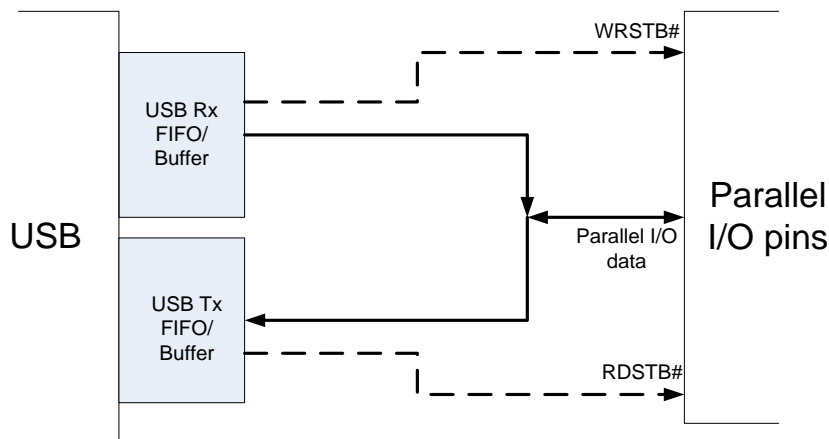 WRSTB#
USB Rx
FIFO/
Buffer
USB
Parallel
I/O pins
Parallel I/O
data
USB Tx
FIFO/
Buffer
RDSTB#